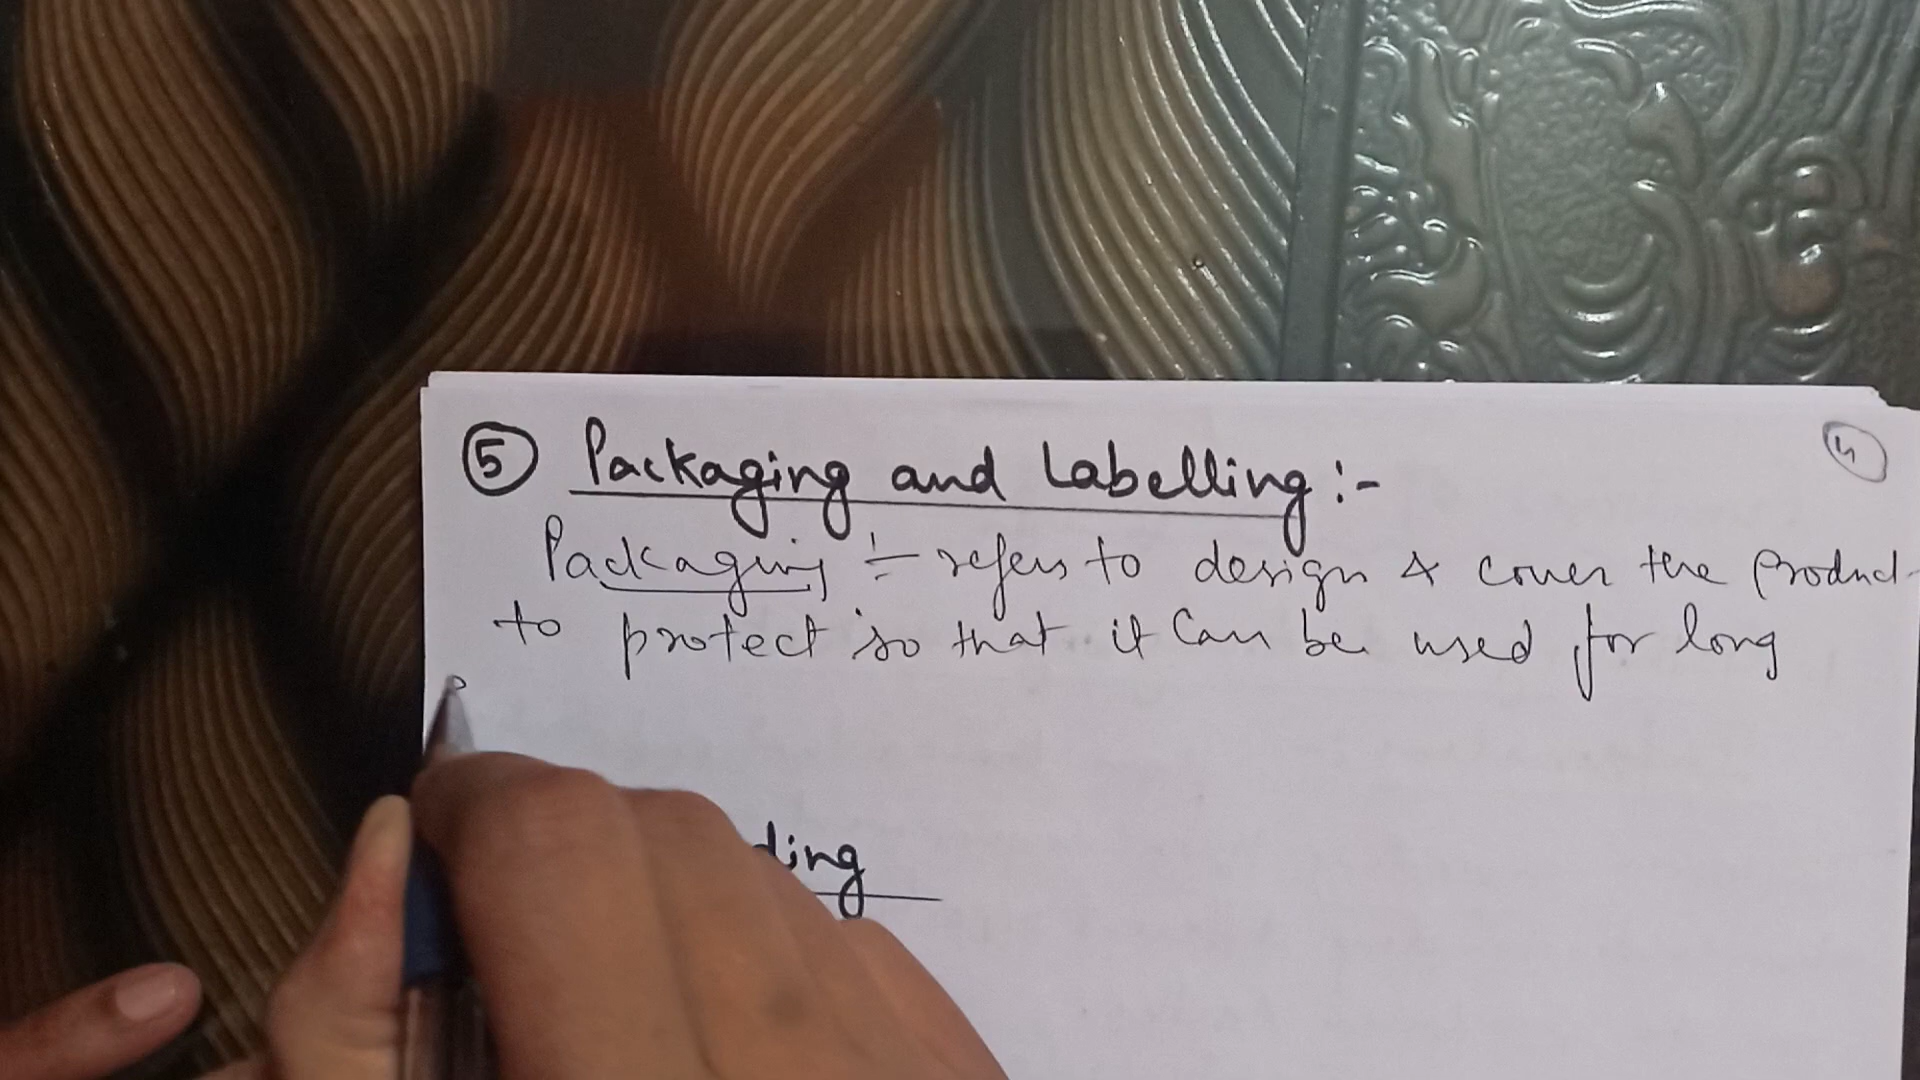 ⑤ Packaging and Labelling :-
Packaging :- refers to design & cover the product
to protect so that it can be used for long
ding